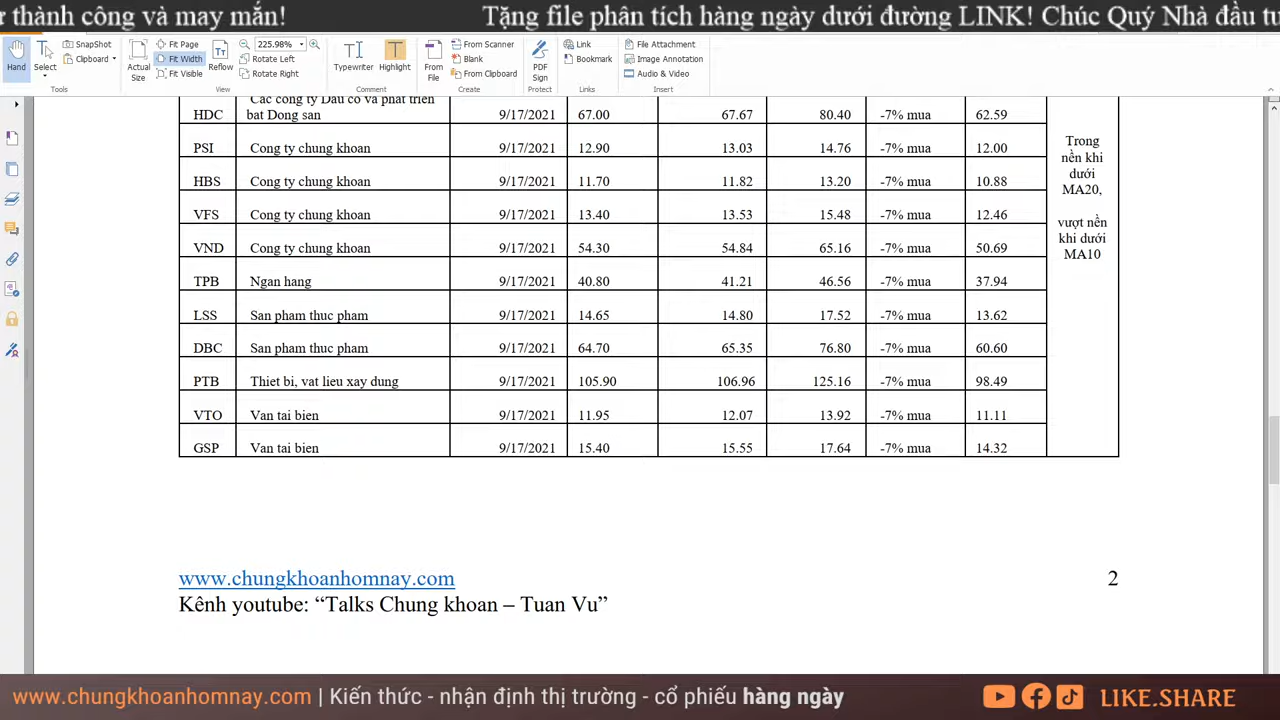 ư thành công và may mắn! Tặng file phân tích hàng ngày dưới đường LINK! Chúc Quý Nhà đầu tư
Hand
Select
SnapShot
Clipboard
Tools
Actual Size
Fit Page
Fit Width
Fit Visible
Reflow
225.98%
Rotate Left
Rotate Right
View
Typewriter
Highlight
Comment
From File
From Scanner
Blank
From Clipboard
Create
PDF Sign
Protect
Link
Bookmark
Links
File Attachment
Image Annotation
Audio & Video
Insert
HDC Cac cong ty Dau co va phat trien bat Dong san 9/17/2021 67.00 67.67 80.40 -7% mua 62.59
PSI Cong ty chung khoan 9/17/2021 12.90 13.03 14.76 -7% mua 12.00
HBS Cong ty chung khoan 9/17/2021 11.70 11.82 13.20 -7% mua 10.88
VFS Cong ty chung khoan 9/17/2021 13.40 13.53 15.48 -7% mua 12.46
VND Cong ty chung khoan 9/17/2021 54.30 54.84 65.16 -7% mua 50.69
TPB Ngan hang 9/17/2021 40.80 41.21 46.56 -7% mua 37.94
LSS San pham thuc pham 9/17/2021 14.65 14.80 17.52 -7% mua 13.62
DBC San pham thuc pham 9/17/2021 64.70 65.35 76.80 -7% mua 60.60
PTB Thiet bi, vat lieu xay dung 9/17/2021 105.90 106.96 125.16 -7% mua 98.49
VTO Van tai bien 9/17/2021 11.95 12.07 13.92 -7% mua 11.11
GSP Van tai bien 9/17/2021 15.40 15.55 17.64 -7% mua 14.32
Trong
nền khi
dưới
MA20,
vượt nền
khi dưới
MA10
www.chungkhoanhomnay.com 2
Kênh youtube: “Talks Chung khoan – Tuan Vu”
www.chungkhoanhomnay.com | Kiến thức - nhận định thị trường - cổ phiếu hàng ngày LIKE.SHARE